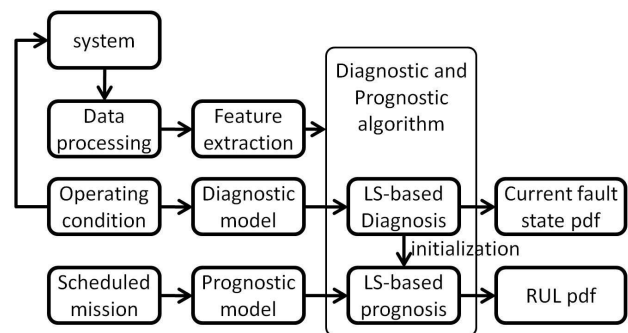 system
Diagnostic and
Prognostic
algorithm
Data
processing
Feature
extraction
Operating
condition
Diagnostic
model
LS-based
Diagnosis
Current fault
state pdf
initialization
Scheduled
mission
Prognostic
model
LS-based
prognosis
RUL pdf